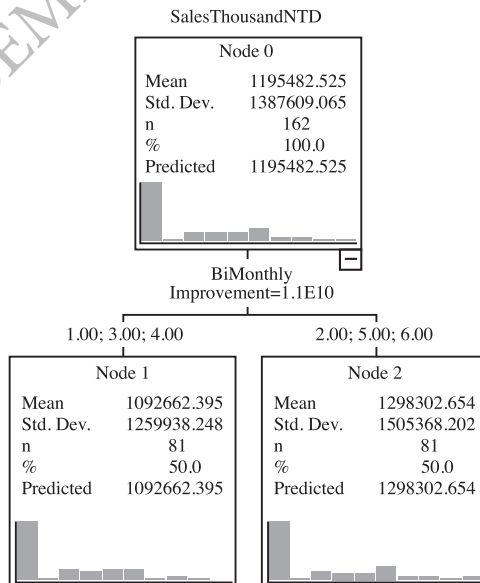 SalesThousandNTD
Node 0
Mean 1195482.525
Std. Dev. 1387609.065
n 162
% 100.0
Predicted 1195482.525
BiMonthly
Improvement=1.1E10
1.00; 3.00; 4.00
2.00; 5.00; 6.00
Node 1
Mean 1092662.395
Std. Dev. 1259938.248
n 81
% 50.0
Predicted 1092662.395
Node 2
Mean 1298302.654
Std. Dev. 1505368.202
n 81
% 50.0
Predicted 1298302.654